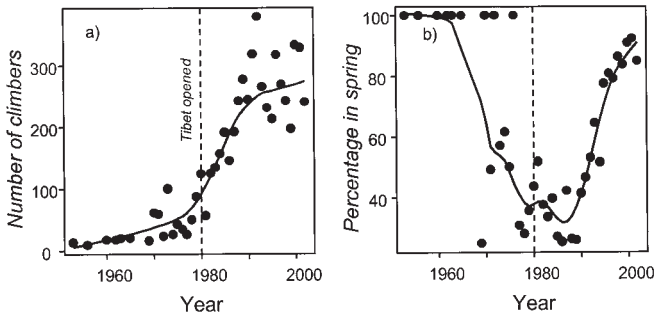 a)
Number of climbers
300
200
100
0
Tibet opened
1960
1980
2000
Year
b)
Percentage in spring
100
80
60
40
1960
1980
2000
Year